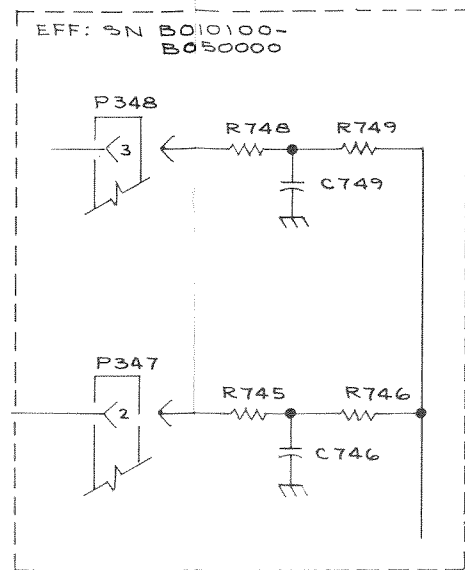 EFF: SN B010100-
B050000
P348
3
R748
R749
C749
P347
2
R745
R746
C746